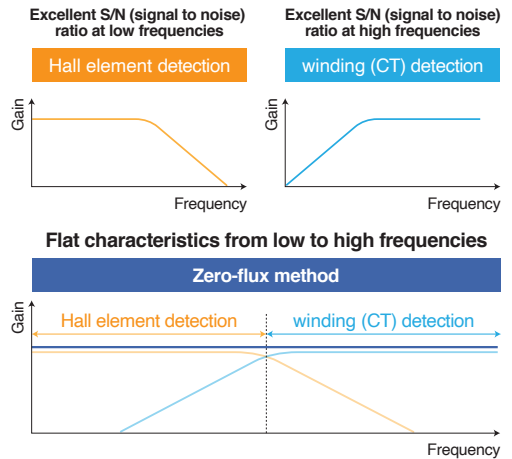 Excellent S/N (signal to noise)
ratio at low frequencies
Hall element detection
Gain
Frequency
Excellent S/N (signal to noise)
ratio at high frequencies
winding (CT) detection
Gain
Frequency
Flat characteristics from low to high frequencies
Zero-flux method
Gain
Hall element detection
winding (CT) detection
Frequency